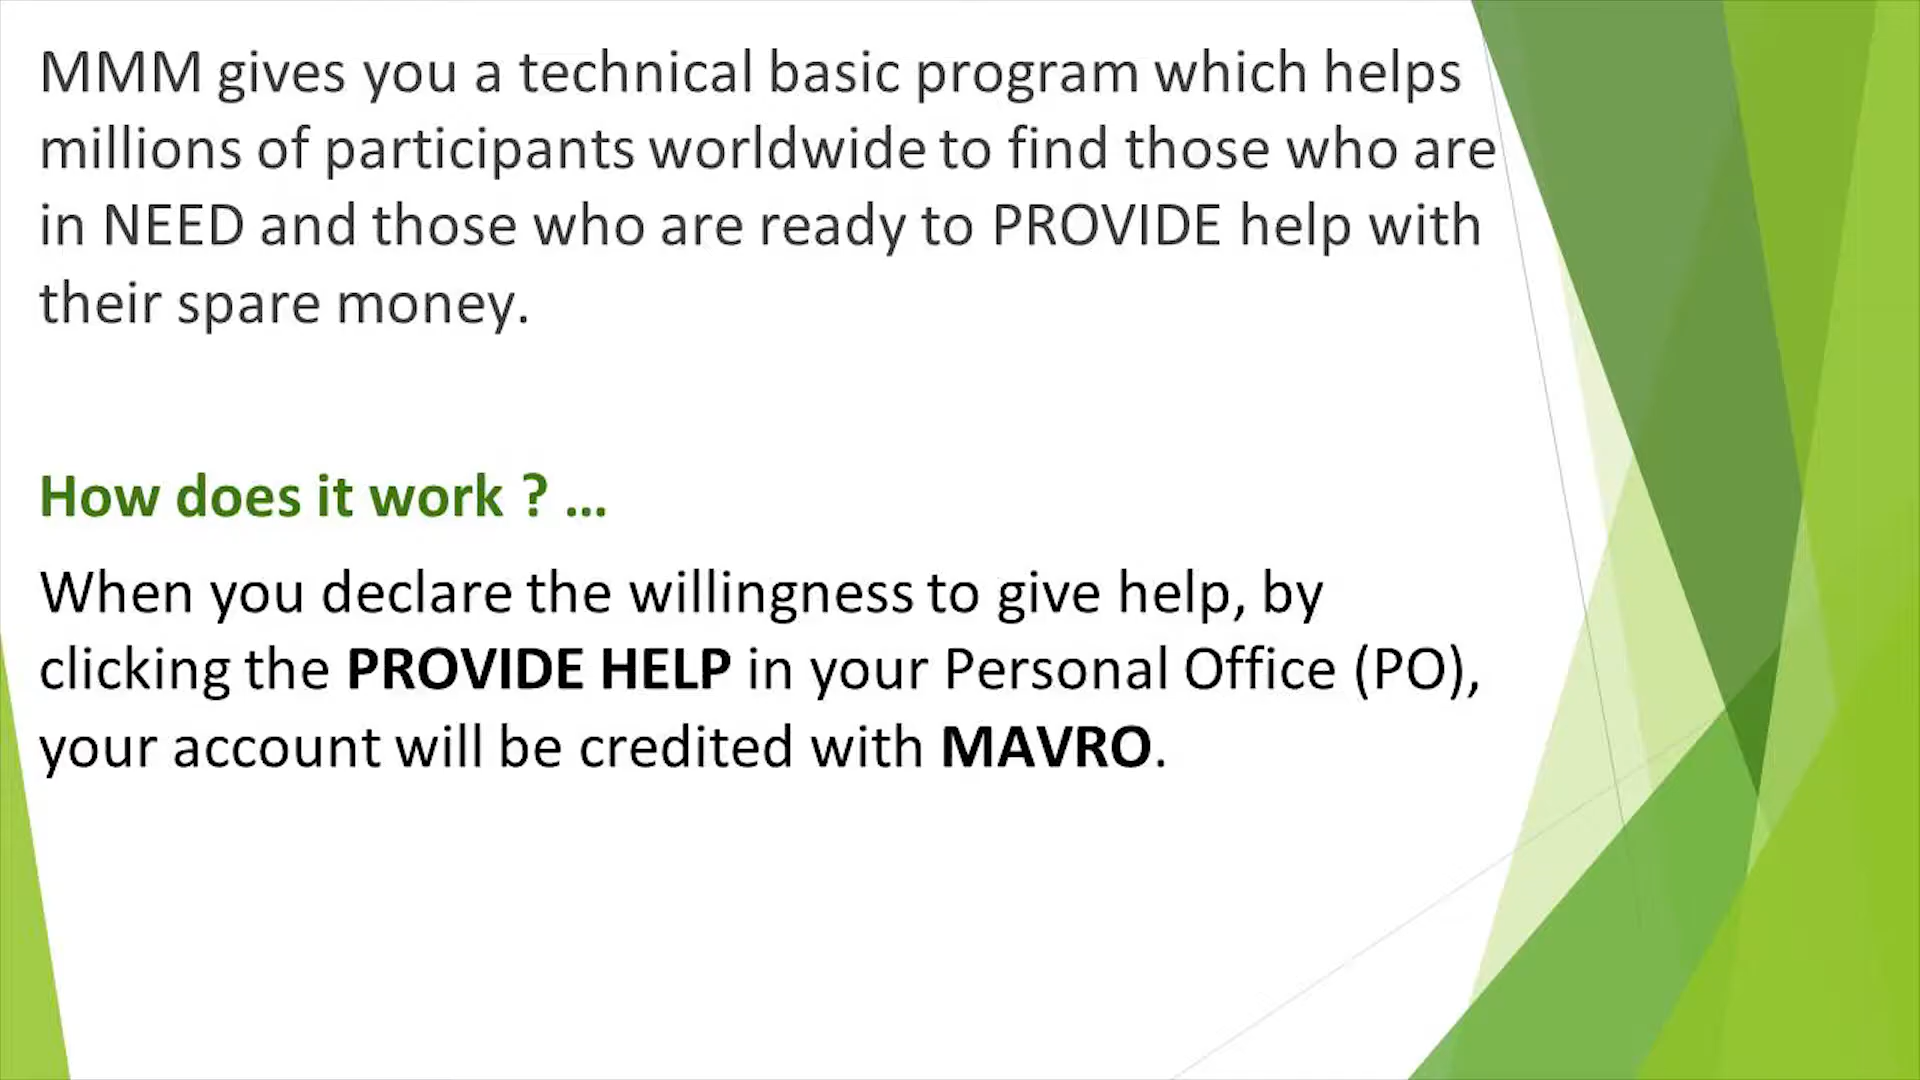 MMM gives you a technical basic program which helps
millions of participants worldwide to find those who are
in NEED and those who are ready to PROVIDE help with
their spare money.
How does it work ? ...
When you declare the willingness to give help, by
clicking the PROVIDE HELP in your Personal Office (PO),
your account will be credited with MAVRO.